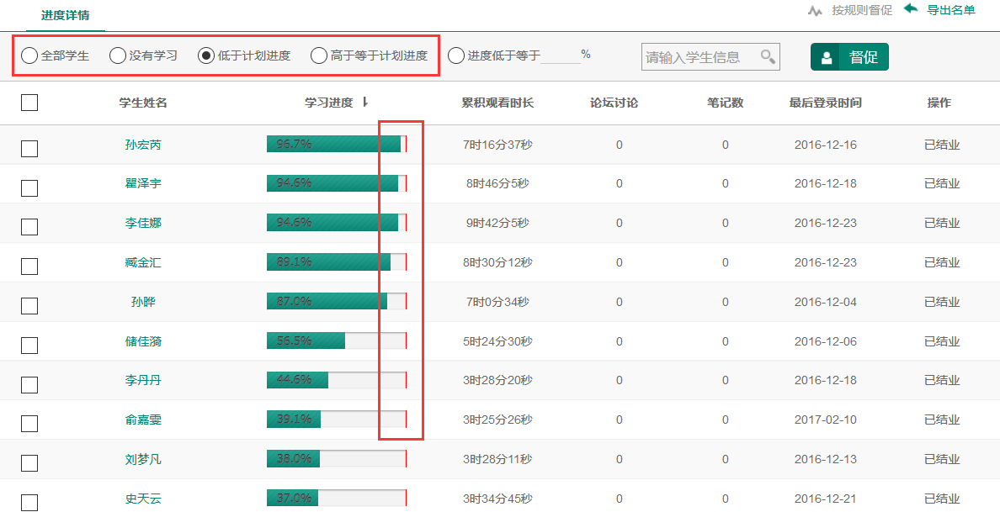 进度详情 按规则督促 导出名单
全部学生 没有学习 低于计划进度 高于等于计划进度 进度低于等于 % 请输入学生信息 督促
学生姓名 学习进度 累积观看时长 论坛讨论 笔记数 最后登录时间 操作
孙宏芮 96.7% 7时16分37秒 0 0 2016-12-16 已结业
瞿泽宇 94.6% 8时46分5秒 0 0 2016-12-18 已结业
李佳娜 94.6% 9时42分5秒 0 0 2016-12-23 已结业
臧金汇 89.1% 8时30分12秒 0 0 2016-12-23 已结业
孙晔 87.0% 7时0分34秒 0 0 2016-12-04 已结业
储佳漪 56.5% 5时24分30秒 0 0 2016-12-06 已结业
李丹丹 44.6% 3时28分20秒 0 0 2016-12-18 已结业
俞嘉雯 39.1% 3时25分26秒 0 0 2017-02-10 已结业
刘梦凡 38.0% 3时28分11秒 0 0 2016-12-13 已结业
史天云 37.0% 3时34分45秒 0 0 2016-12-21 已结业